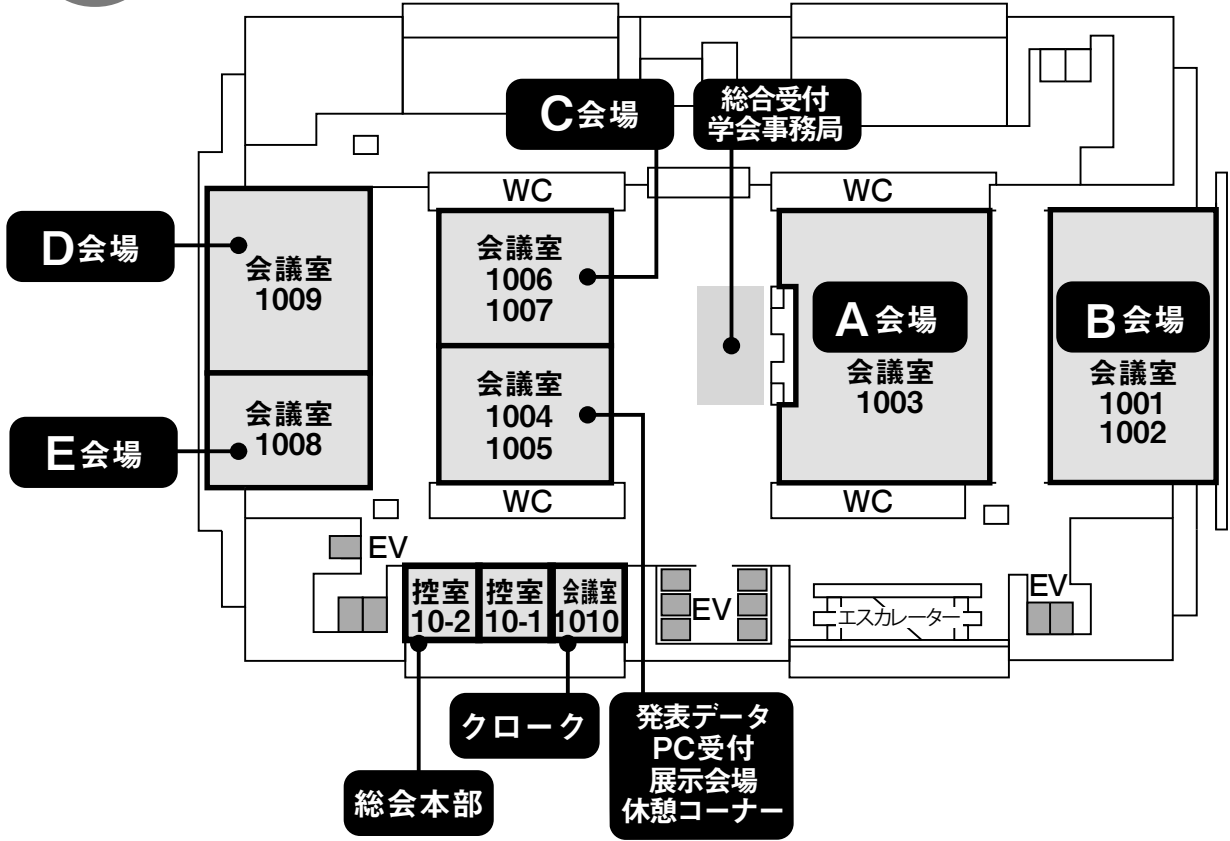 C会場
総合受付
学会事務局
WC
WC
D会場
会議室
1009
会議室
1006
1007
A会場
会議室
1003
B会場
会議室
1001
1002
E会場
会議室
1008
会議室
1004
1005
WC
WC
EV
控室
10-2
控室
10-1
会議室
1010
EV
エスカレーター
EV
クローク
発表データ
PC受付
展示会場
休憩コーナー
総会本部